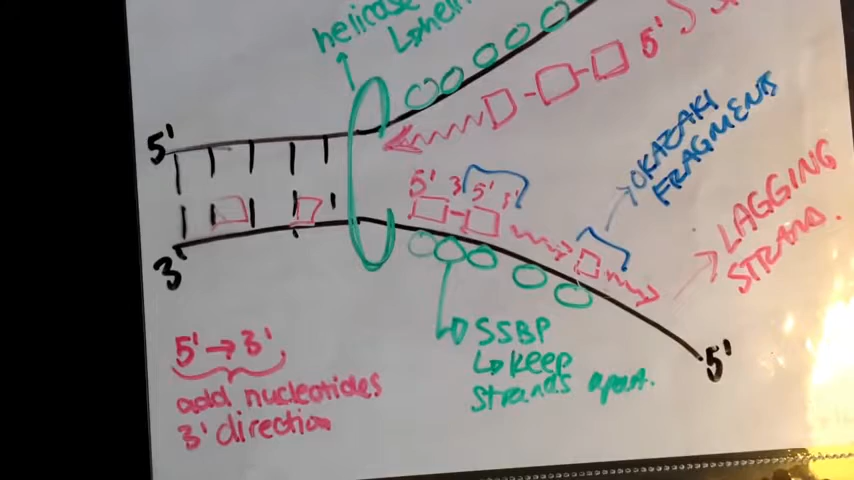 helicase
5'
5'
OKAZAKI
FRAGMENTS
5' 3' 5' 3'
LAGGING
STRAND.
3'
SSBP
↳ keep
strands apart.
5'
5' → 3'
add nucleotides
3' direction